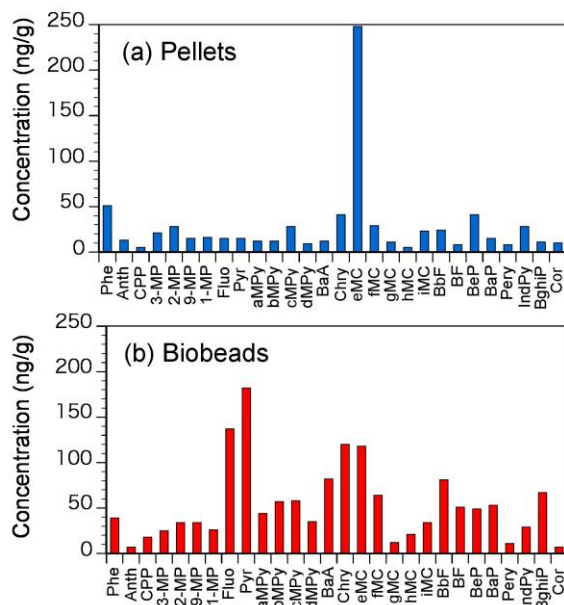 (a) Pellets
Concentration (ng/g)
250
200
150
100
50
0
Phe Anth CPP 3-MP 2-MP 9-MP 1-MP Fluo Pyr aMPy bMPy cMPy dMPy BaA Chry eMC fMC gMC hMC iMC BbF BF BeP BaP Pery IndPy BghiP Cor
(b) Biobeads
Concentration (ng/g)
250
200
150
100
50
0
Phe Anth CPP 3-MP 2-MP 9-MP 1-MP Fluo Pyr aMPy bMPy cMPy dMPy BaA Chry eMC fMC gMC hMC iMC BbF BF BeP BaP Pery IndPy BghiP Cor